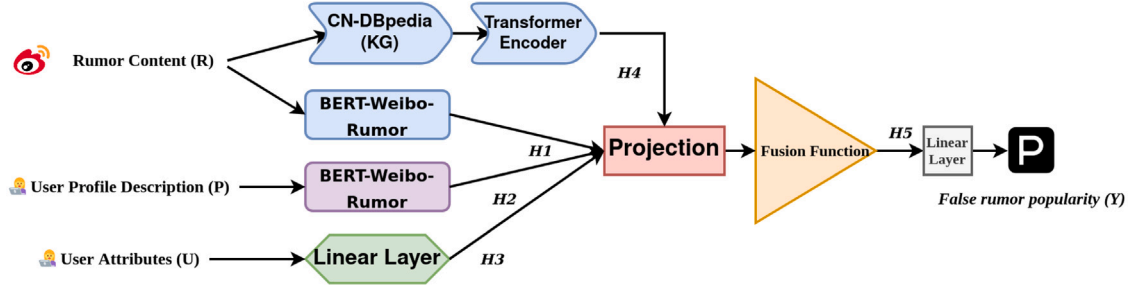 CN-DBpedia
(KG)
Transformer
Encoder
Rumor Content (R)
H4
BERT-Weibo-
Rumor
H1
Projection
Fusion Function
H5
Linear
Layer
P
User Profile Description (P)
BERT-Weibo-
Rumor
H2
False rumor popularity (Y)
User Attributes (U)
Linear Layer
H3